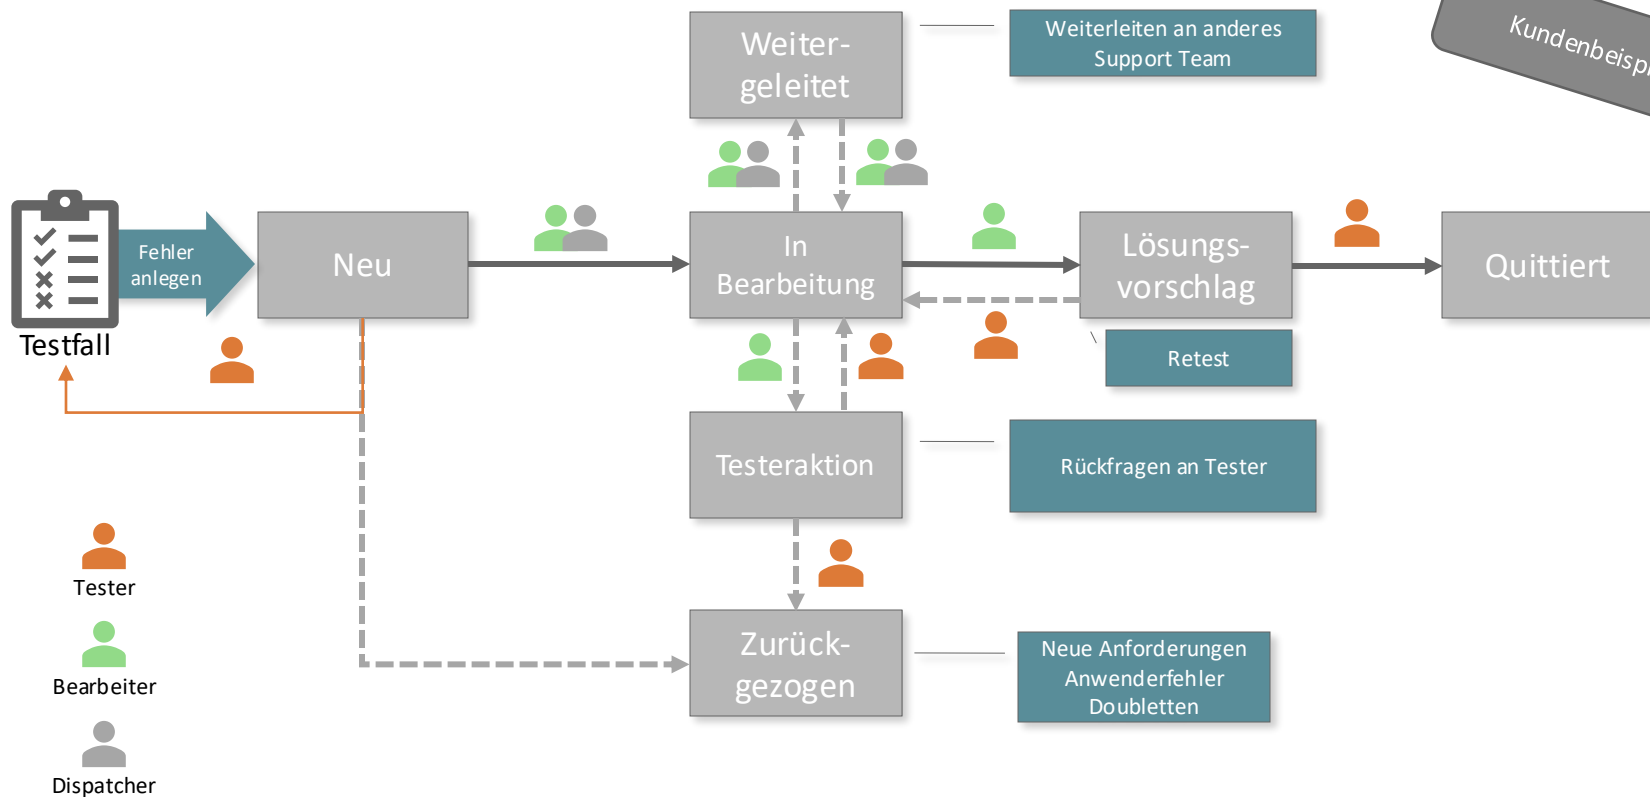 Weiter-
geleitet
Weiterleiten an anderes
Support Team
Fehler
anlegen
Neu
In
Bearbeitung
Lösungs-
vorschlag
Quittiert
Testfall
Retest
Testeraktion
Rückfragen an Tester
Tester
Zurück-
gezogen
Neue Anforderungen
Anwenderfehler
Doubletten
Bearbeiter
Dispatcher